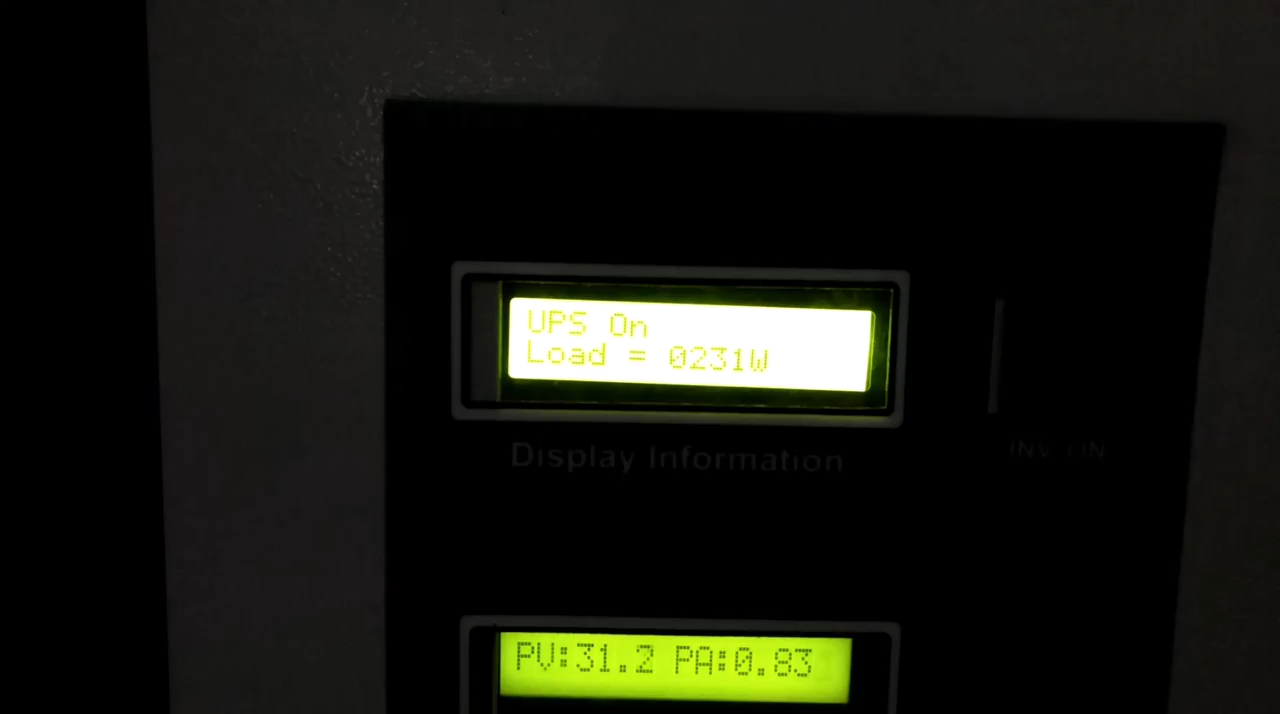 UPS On
Load = 0231W
Display Information
INV. ON
PV:31.2 PA:0.83